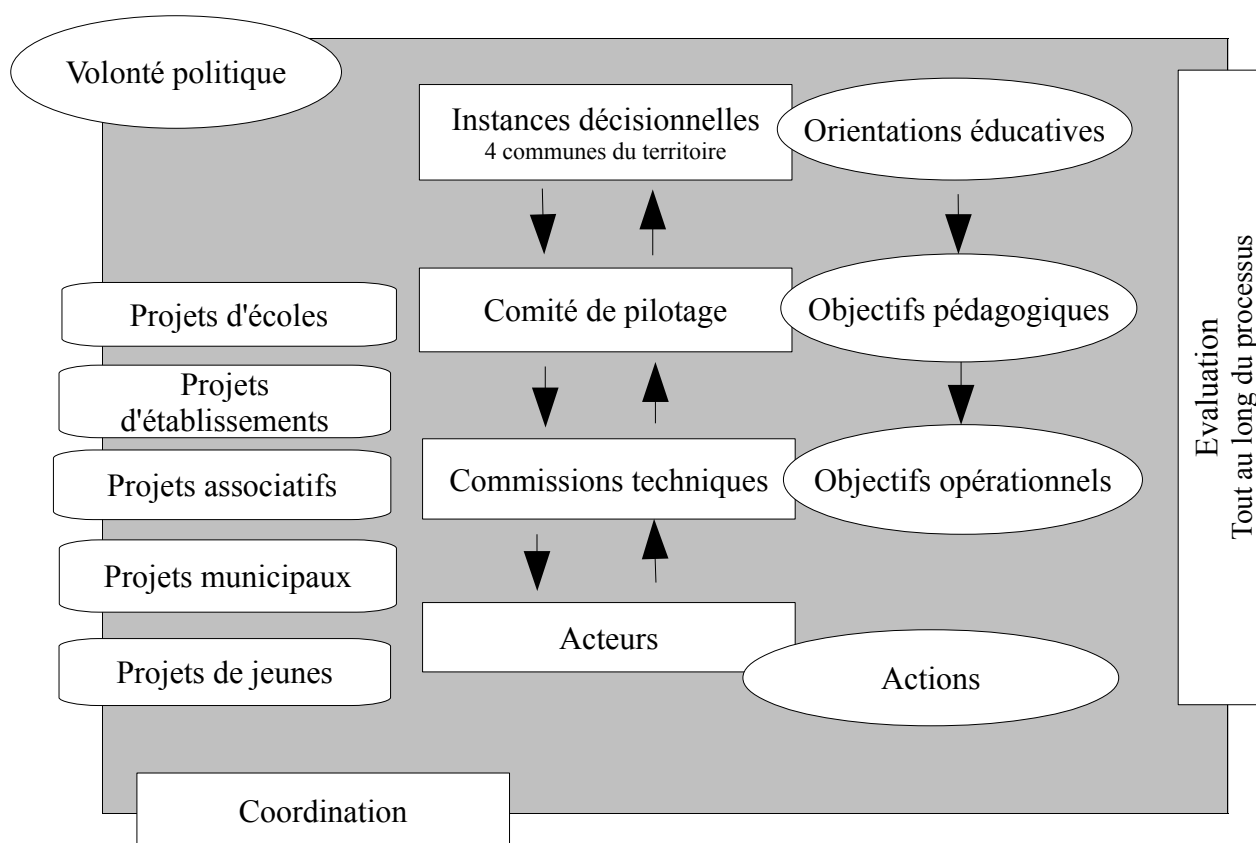 Volonté politique
Instances décisionnelles
4 communes du territoire
Orientations éducatives
Projets d'écoles
Comité de pilotage
Objectifs pédagogiques
Projets
d'établissements
Projets associatifs
Commissions techniques
Objectifs opérationnels
Projets municipaux
Acteurs
Projets de jeunes
Actions
Coordination
Evaluation
Tout au long du processus